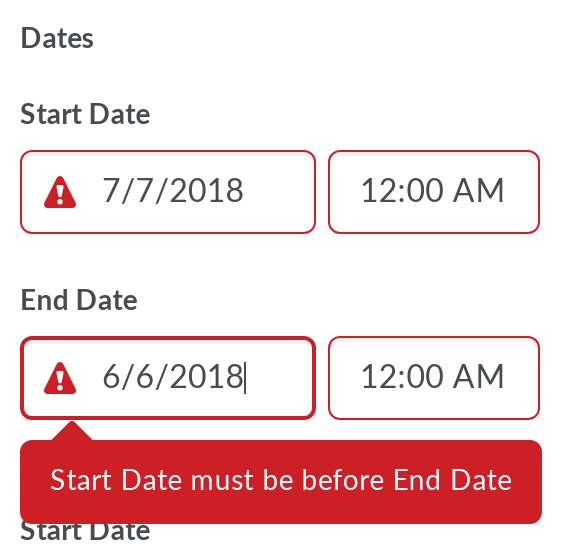 Dates
Start Date
7/7/2018 12:00 AM
End Date
6/6/2018 12:00 AM
Start Date must be before End Date
Start Date